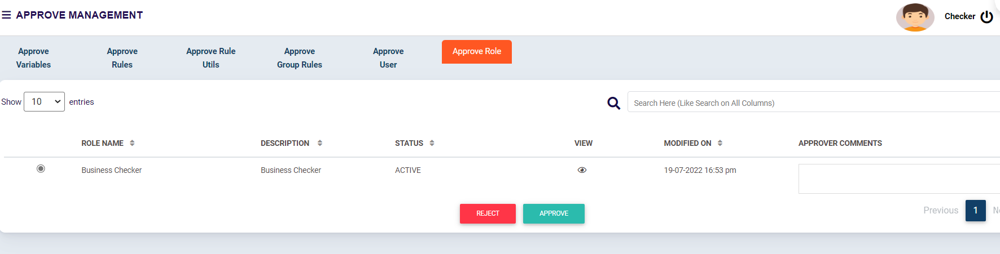 APPROVE MANAGEMENT
Checker
Approve Variables
Approve Rules
Approve Rule Utils
Approve Group Rules
Approve User
Approve Role
Show 10 entries
Search Here (Like Search on All Columns)
ROLE NAME DESCRIPTION STATUS VIEW MODIFIED ON APPROVER COMMENTS
Business Checker Business Checker ACTIVE 19-07-2022 16:53 pm
REJECT APPROVE
Previous 1